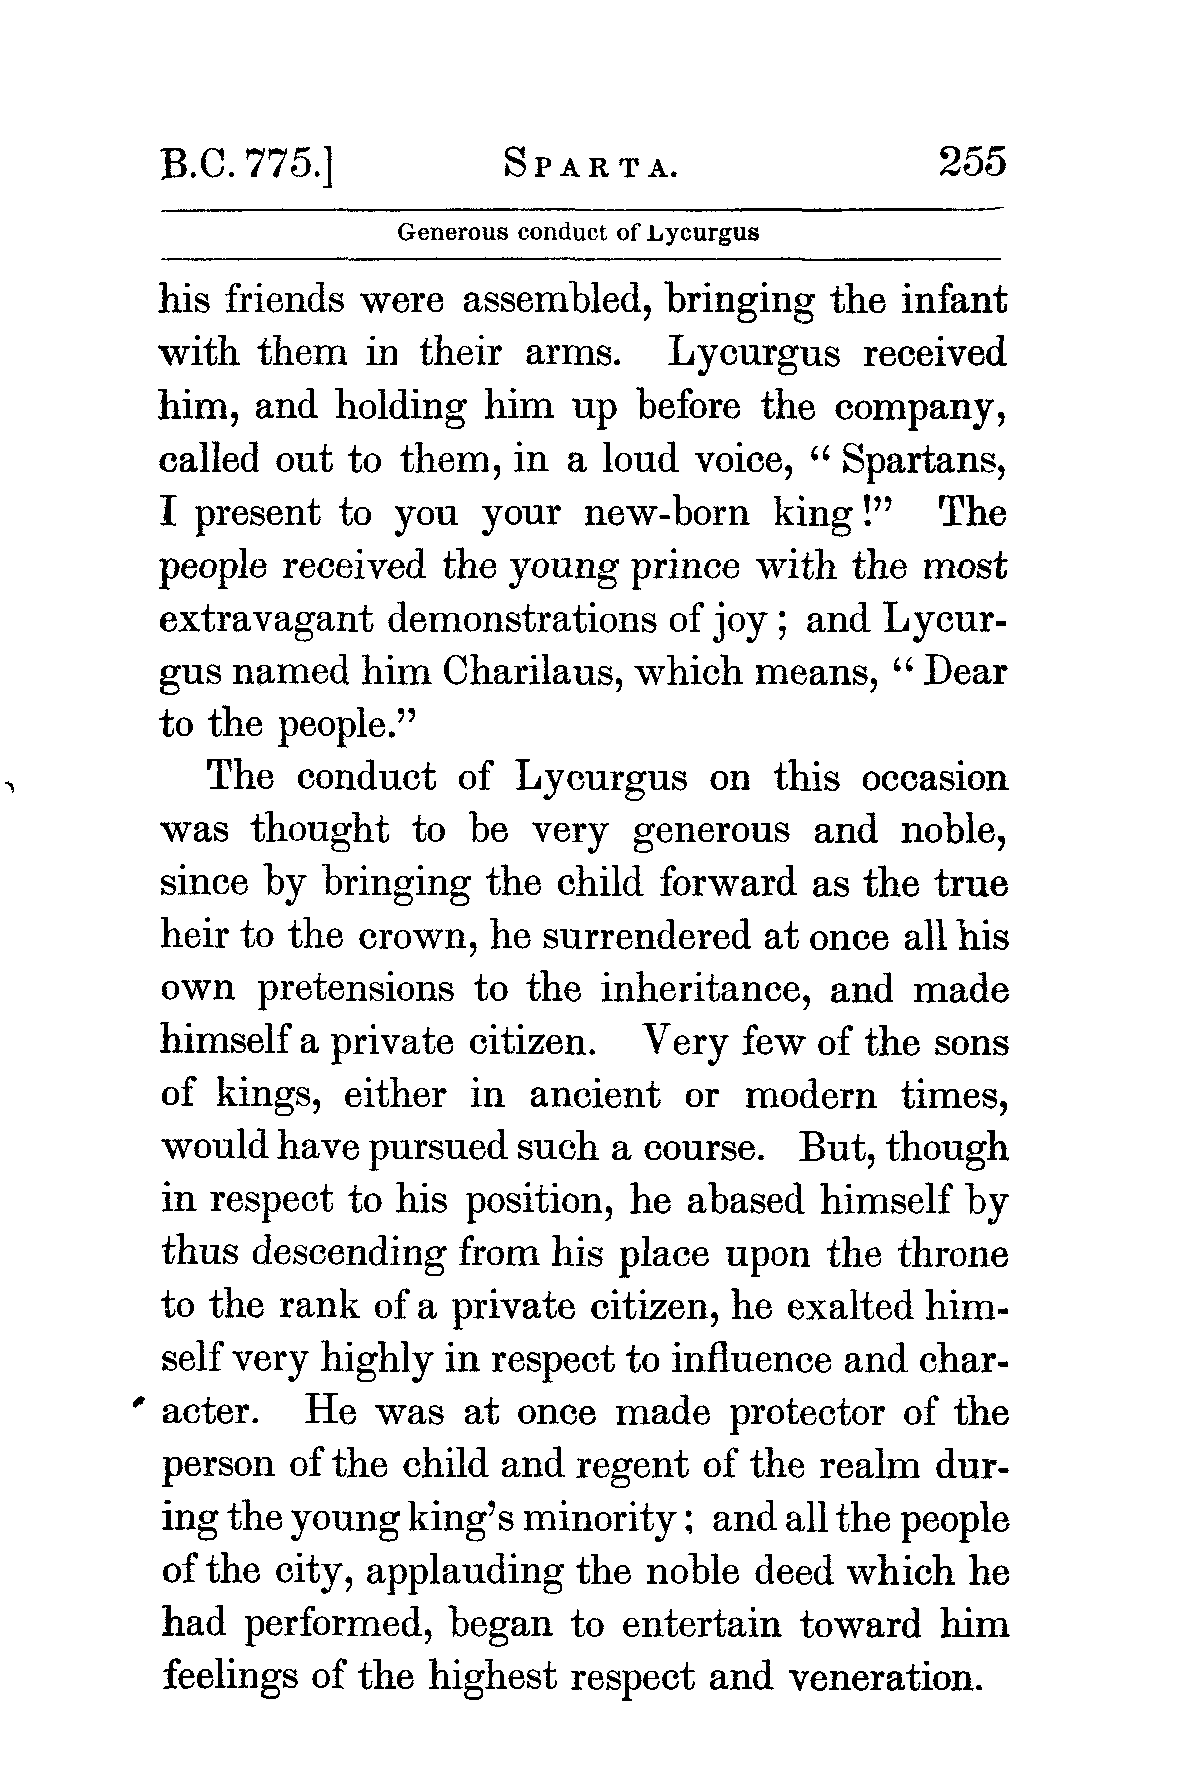 B.C. 775.] SPARTA. 255
Generous conduct of Lycurgus
his friends were assembled, bringing the infant
with them in their arms. Lycurgus received
him, and holding him up before the company,
called out to them, in a loud voice, “ Spartans,
I present to you your new-born king !” The
people received the young prince with the most
extravagant demonstrations of joy ; and Lycur-
gus named him Charilaus, which means, “ Dear
to the people.”
The conduct of Lycurgus on this occasion
was thought to be very generous and noble,
since by bringing the child forward as the true
heir to the crown, he surrendered at once all his
own pretensions to the inheritance, and made
himself a private citizen. Very few of the sons
of kings, either in ancient or modern times,
would have pursued such a course. But, though
in respect to his position, he abased himself by
thus descending from his place upon the throne
to the rank of a private citizen, he exalted him-
self very highly in respect to influence and char-
acter. He was at once made protector of the
person of the child and regent of the realm dur-
ing the young king’s minority ; and all the people
of the city, applauding the noble deed which he
had performed, began to entertain toward him
feelings of the highest respect and veneration.